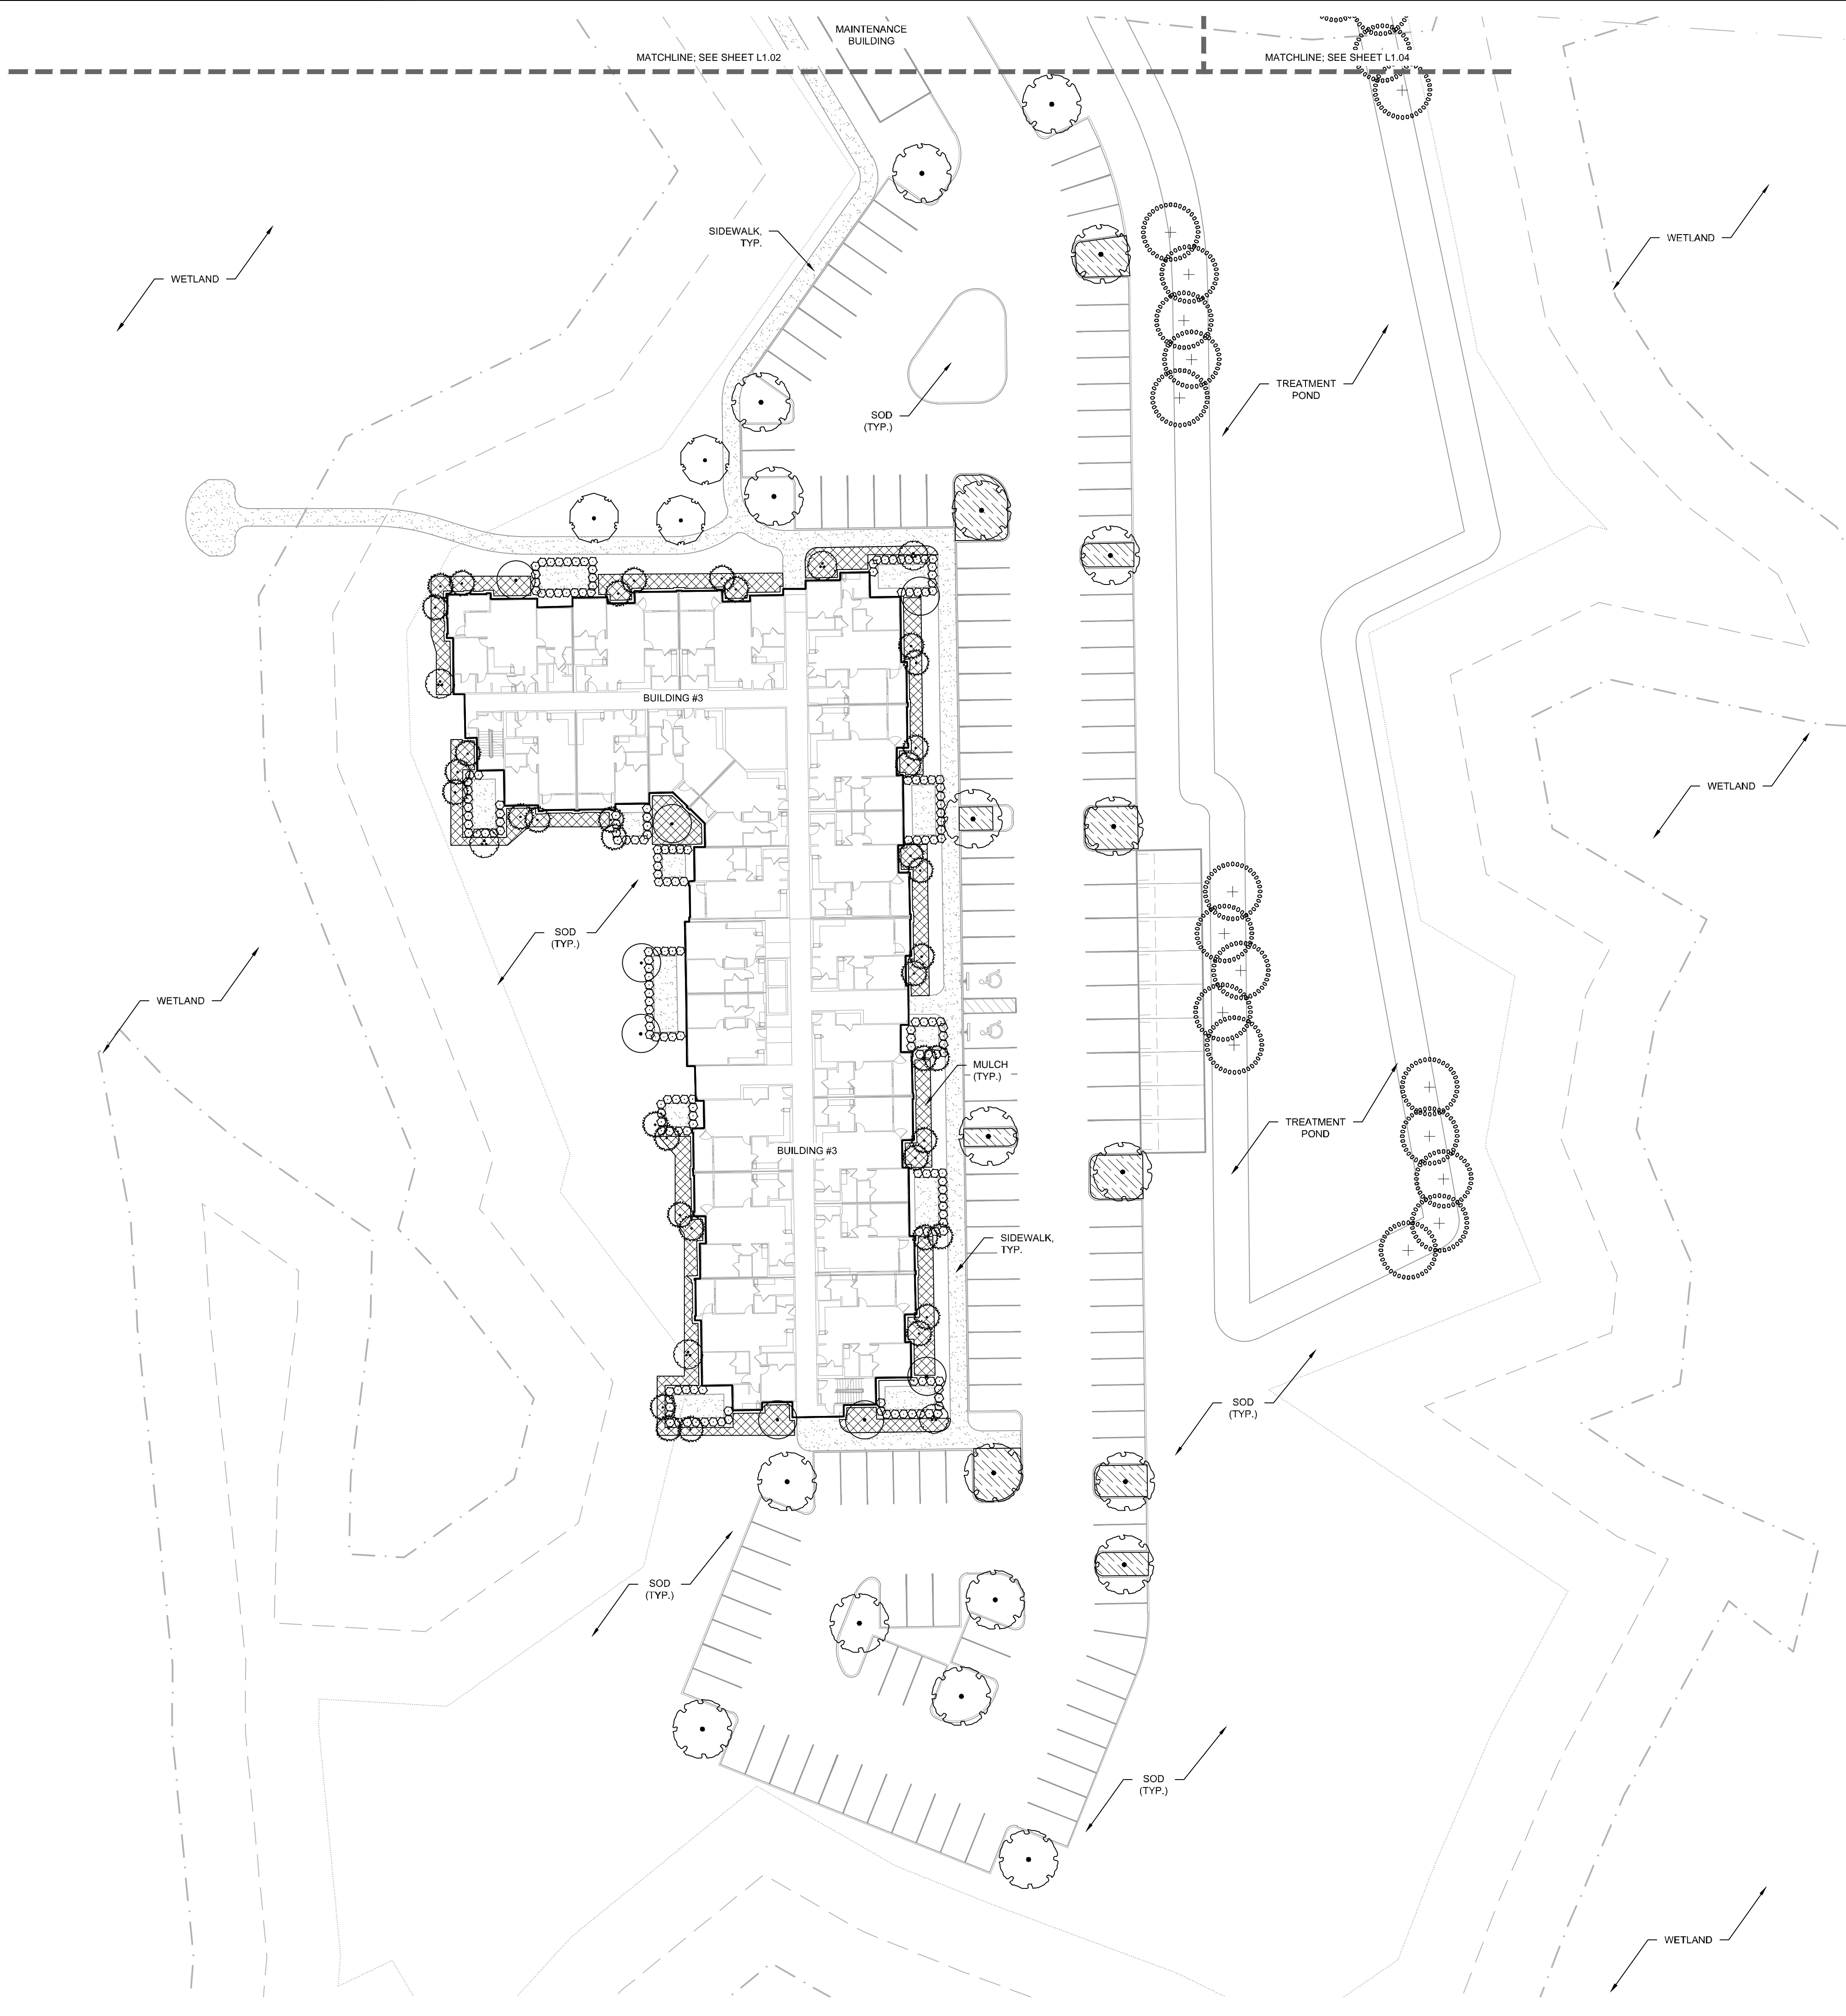 MAINTENANCE
BUILDING
MATCHLINE; SEE SHEET L1.02
MATCHLINE; SEE SHEET L1.04
SIDEWALK,
TYP.
WETLAND
WETLAND
TREATMENT
POND
SOD
(TYP.)
BUILDING #3
WETLAND
SOD
(TYP.)
WETLAND
MULCH
(TYP.)
TREATMENT
POND
BUILDING #3
SIDEWALK,
TYP.
SOD
(TYP.)
SOD
(TYP.)
SOD
(TYP.)
WETLAND